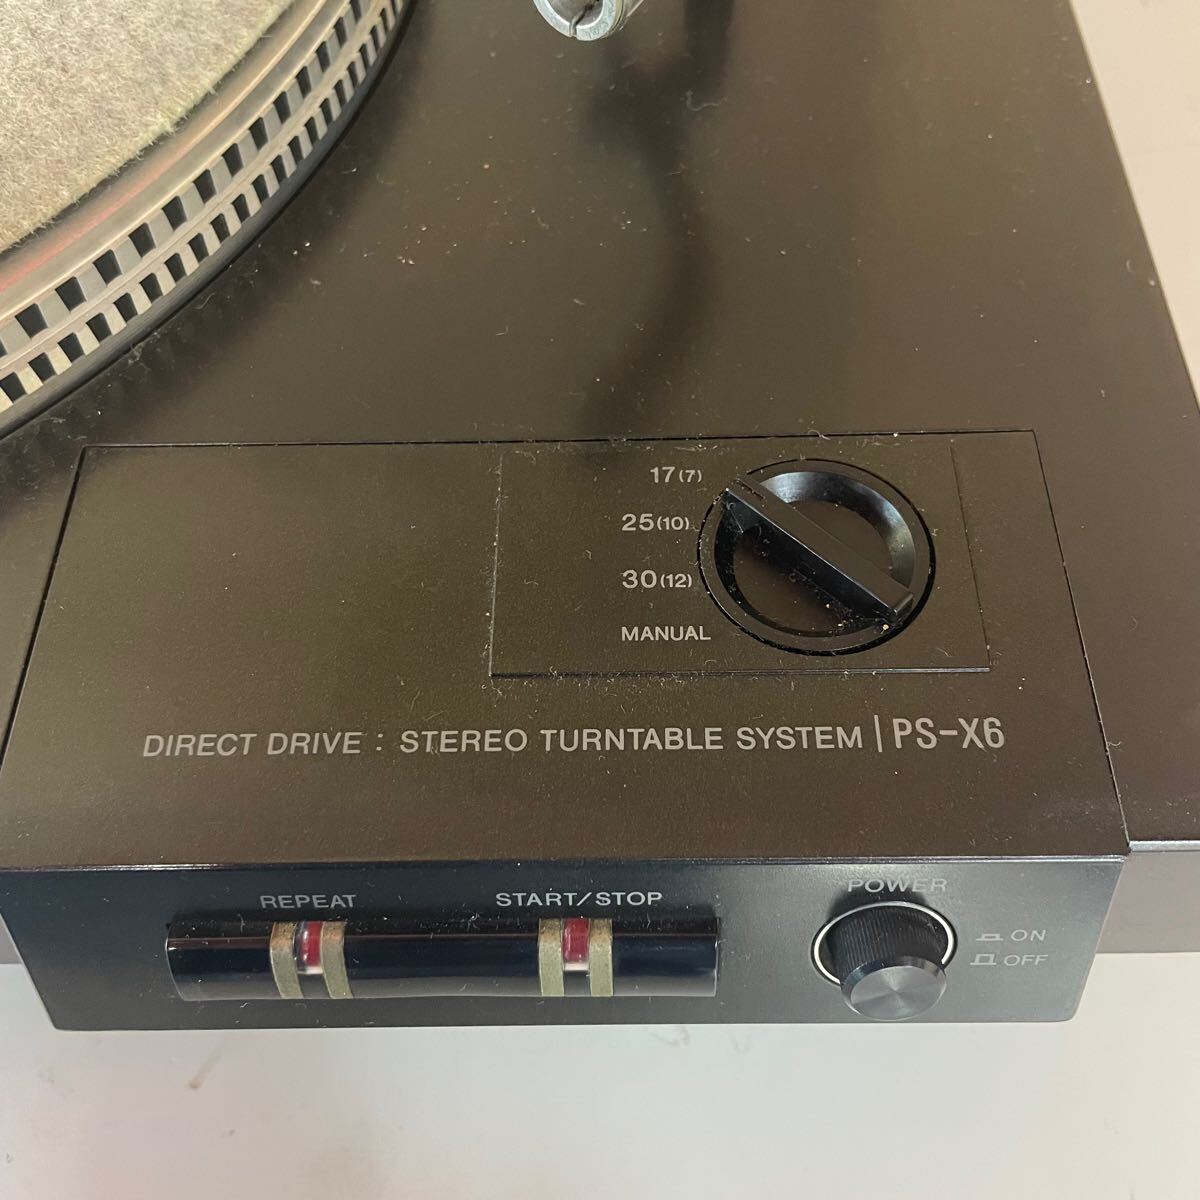 17(7)
25(10)
30(12)
MANUAL
DIRECT DRIVE : STEREO TURNTABLE SYSTEM | PS-X6
REPEAT
START/STOP
POWER
ON
OFF